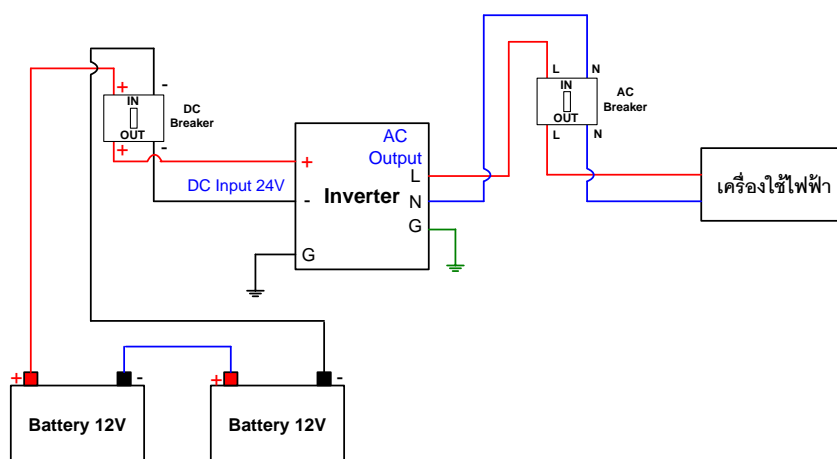 + -
IN
OUT
+ -
DC
Breaker
DC Input 24V
AC
Output
+
-
Inverter
L
N
G
G
L N
IN
OUT
L N
AC
Breaker
เครื่องใช้ไฟฟ้า
+ -
Battery 12V
+ -
Battery 12V